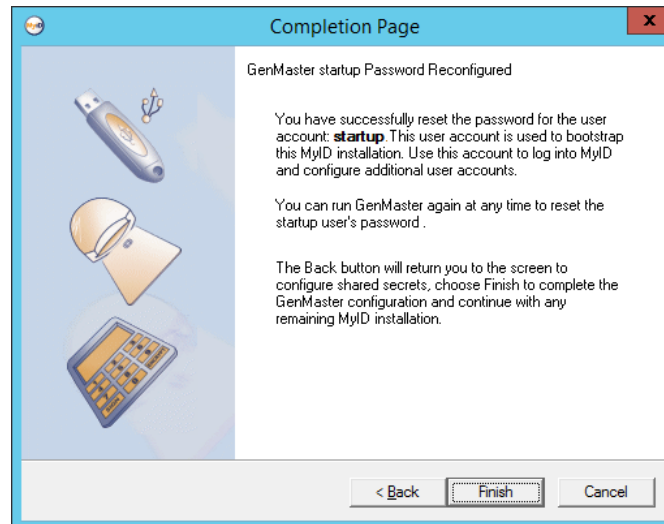 MyID
Completion Page
x
GenMaster startup Password Reconfigured
You have successfully reset the password for the user
account: startup. This user account is used to bootstrap
this MyID installation. Use this account to log into MyID
and configure additional user accounts.
You can run GenMaster again at any time to reset the
startup user's password .
The Back button will return you to the screen to
configure shared secrets, choose Finish to complete the
GenMaster configuration and continue with any
remaining MyID installation.
< Back
Finish
Cancel